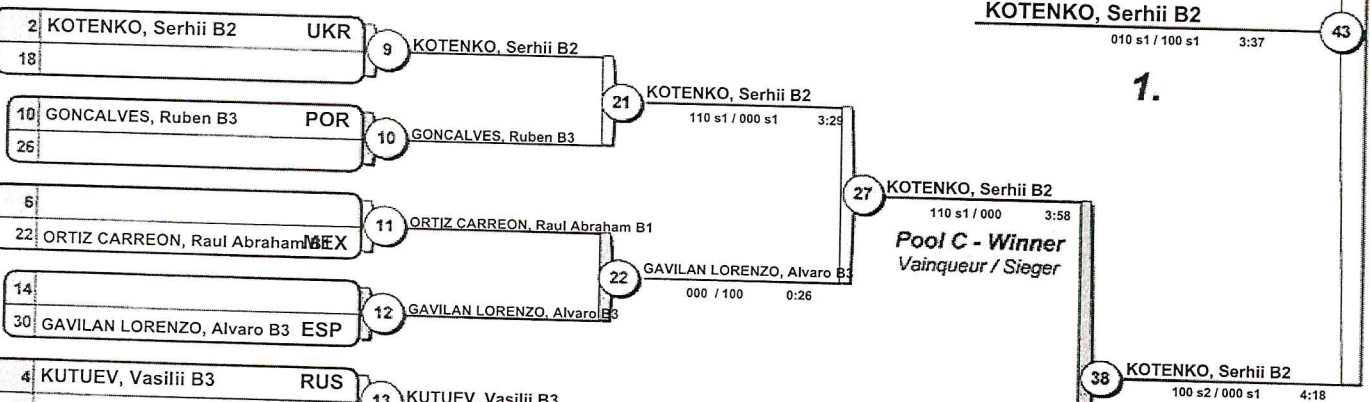 KOTENKO, Serhii B2
43
010 s1 / 100 s1 3:37
1.
2 KOTENKO, Serhii B2 UKR
18
9 KOTENKO, Serhii B2
10 GONCALVES, Ruben B3 POR
26
10 GONCALVES, Ruben B3
21 KOTENKO, Serhii B2
110 s1 / 000 s1 3:29
6
22 ORTIZ CARREON, Raul Abraham B1 MEX
11 ORTIZ CARREON, Raul Abraham B1
14
30 GAVILAN LORENZO, Alvaro B3 ESP
12 GAVILAN LORENZO, Alvaro B3
22 GAVILAN LORENZO, Alvaro B3
000 / 100 0:26
27 KOTENKO, Serhii B2
110 s1 / 000 3:58
Pool C - Winner
Vainqueur / Sieger
4 KUTUEV, Vasilii B3 RUS
13 KUTUEV, Vasilii B3
38 KOTENKO, Serhii B2
100 s2 / 000 s1 4:18